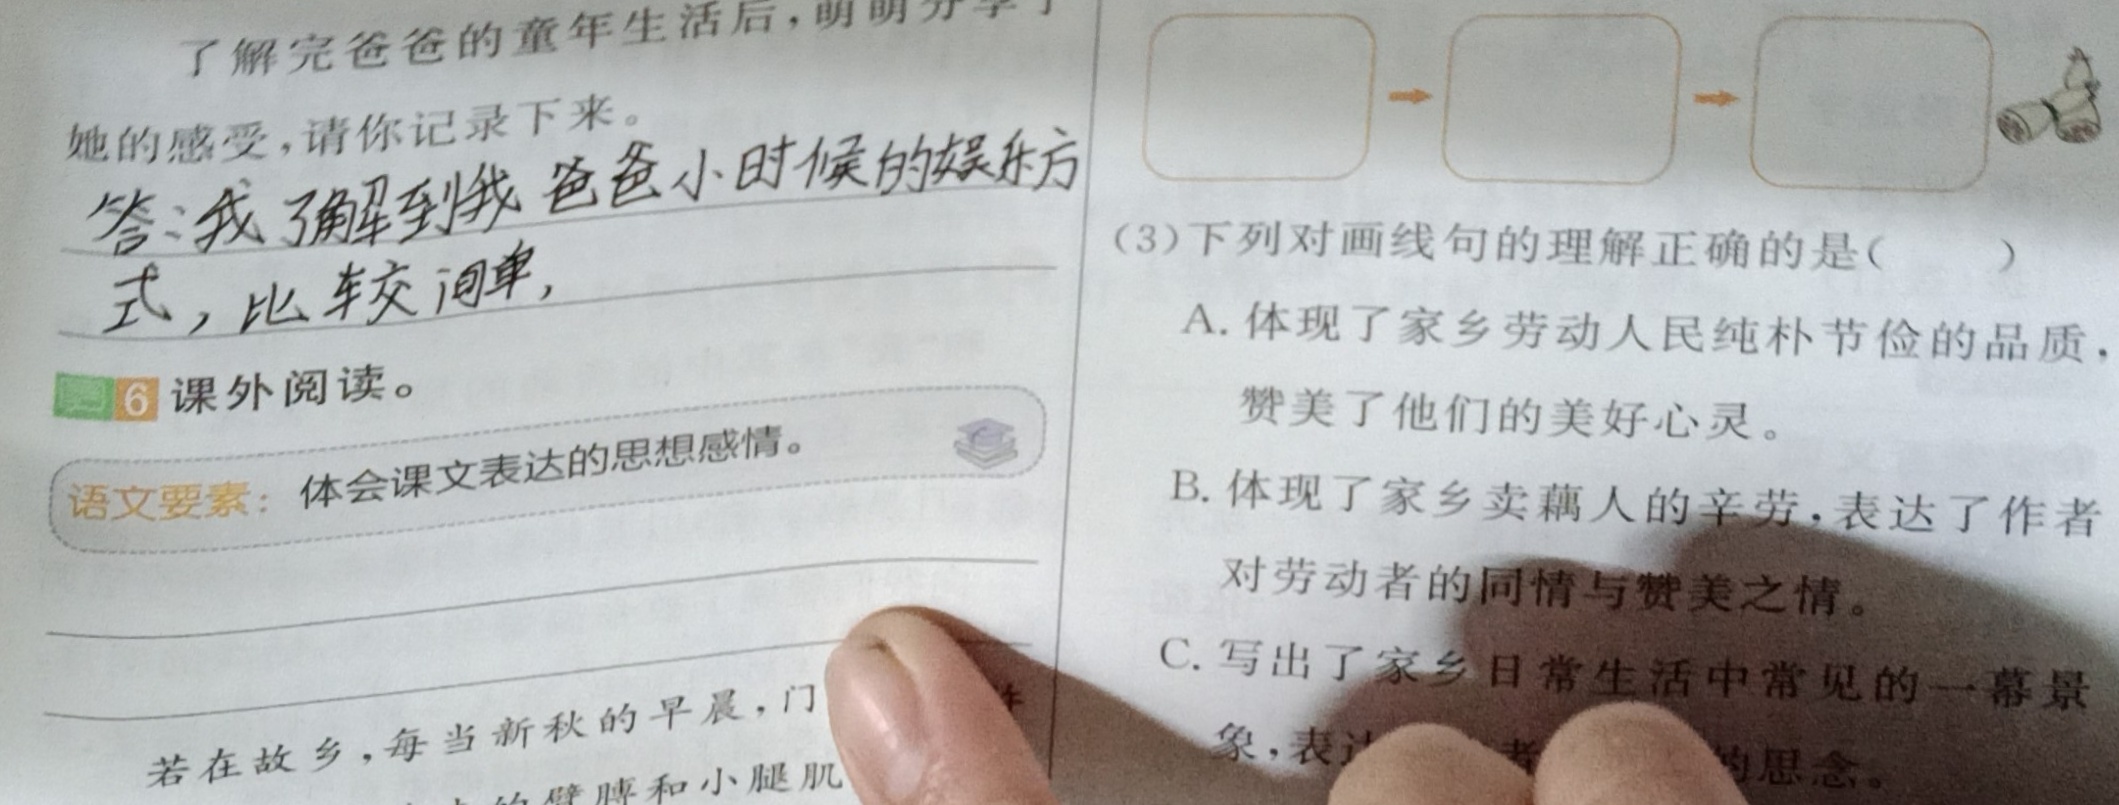 了解完爸爸的童年生活后，萌萌分享了
她的感受，请你记录下来。
答：我了解到我爸爸小时候的娱乐方
式，比较简单，
6 课外阅读。
语文要素：体会课文表达的思想感情。
若在故乡，每当新秋的早晨，门
的臂膊和小腿肌
（3）下列对画线句的理解正确的是（ ）
A. 体现了家乡劳动人民纯朴节俭的品质，
赞美了他们的美好心灵。
B. 体现了家乡卖藕人的辛劳，表达了作者
对劳动者的同情与赞美之情。
C. 写出了家乡日常生活中常见的一幕景
象，表达 者 的思念。